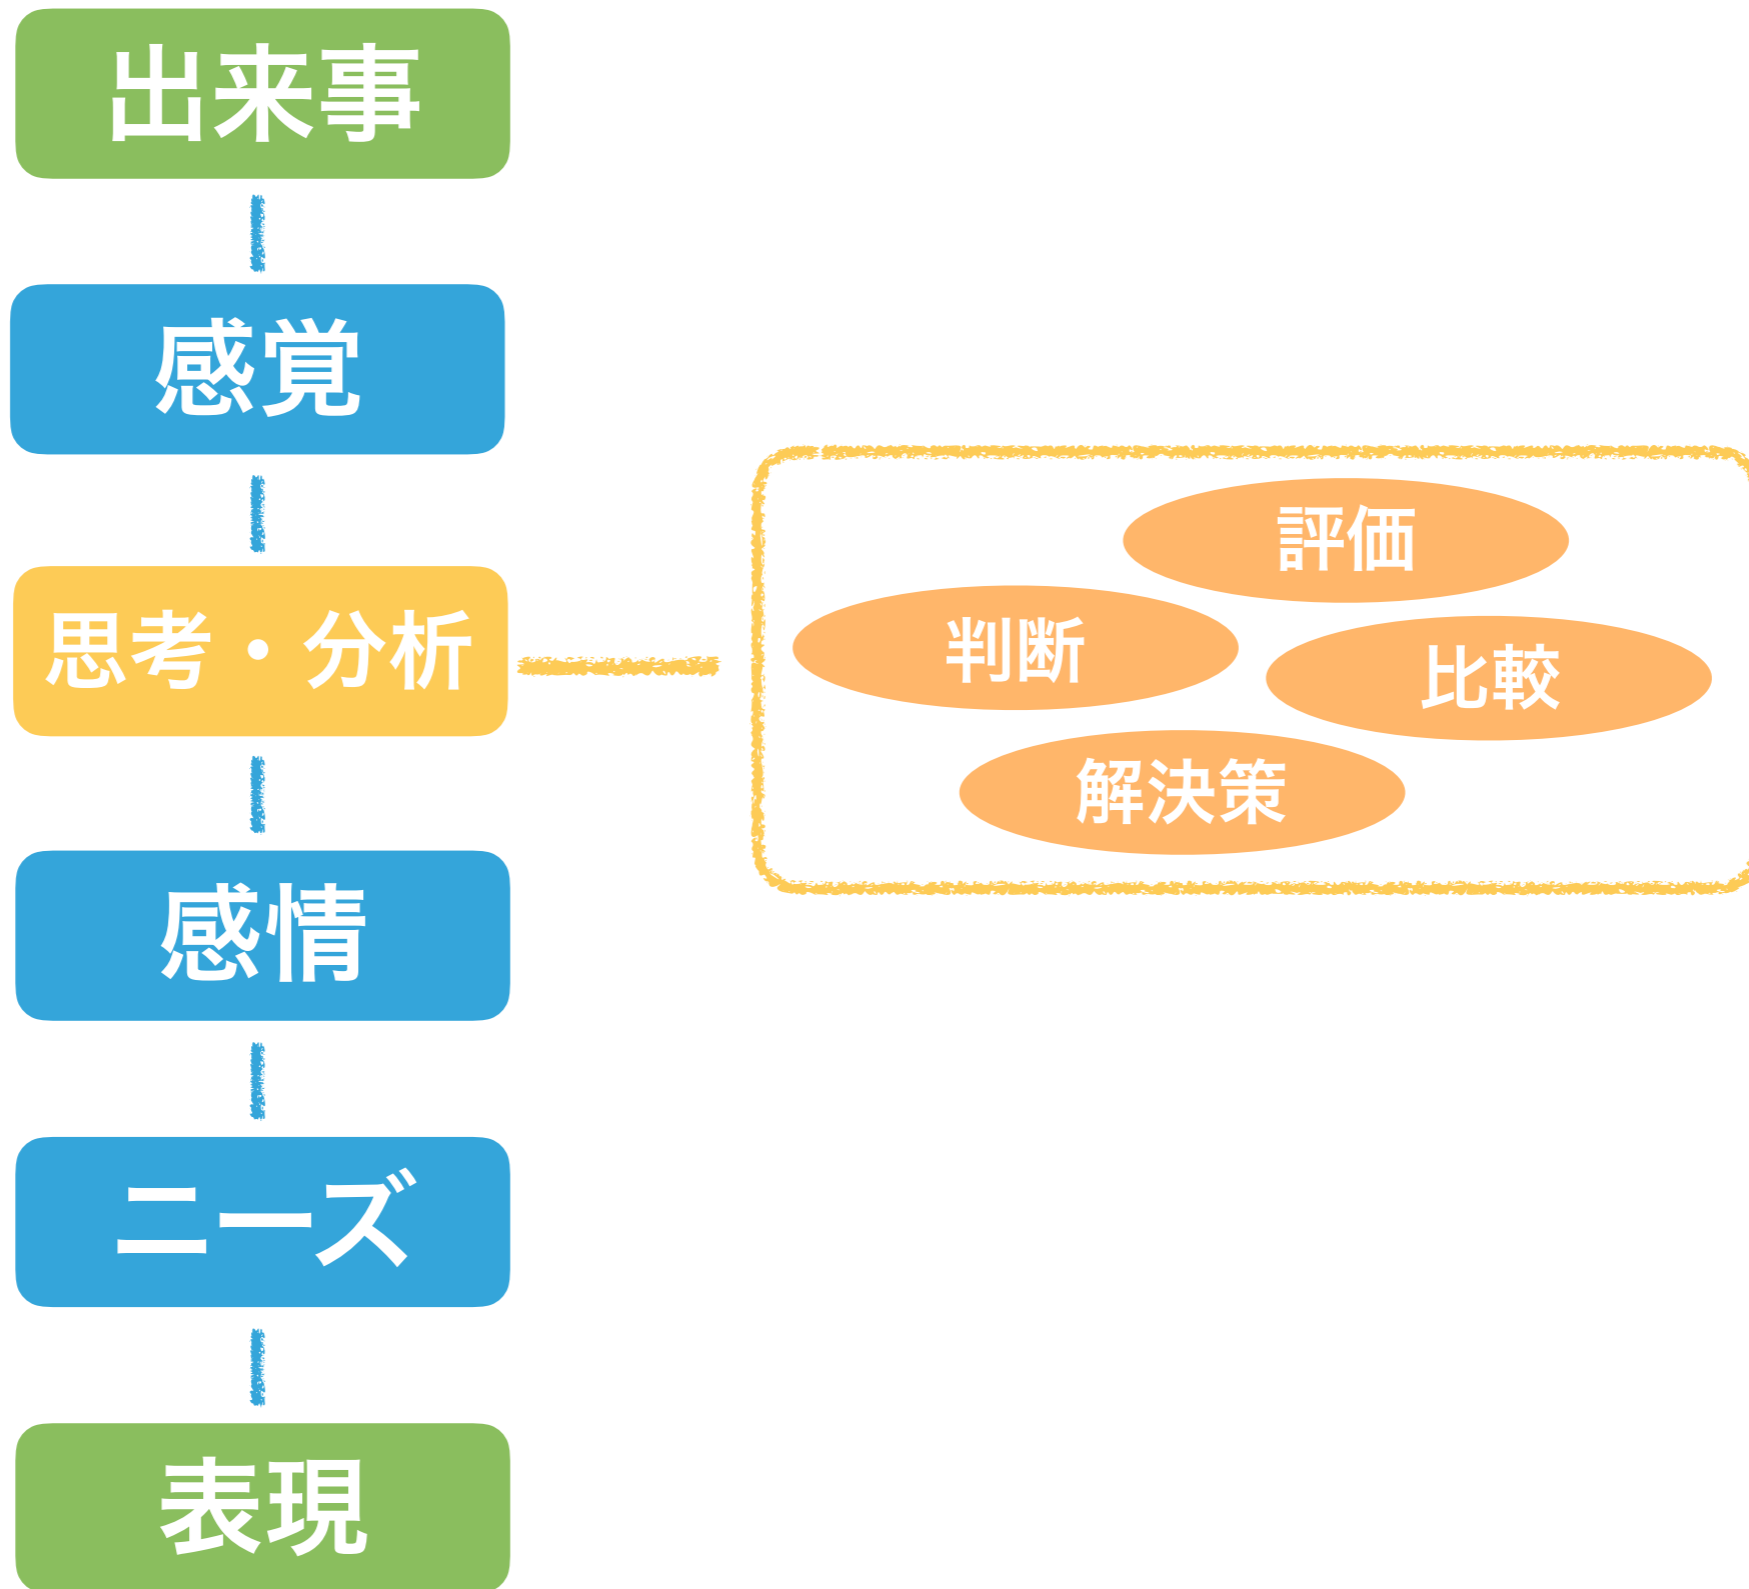 出来事
感覚
思考・分析
評価
判断
比較
解決策
感情
ニーズ
表現